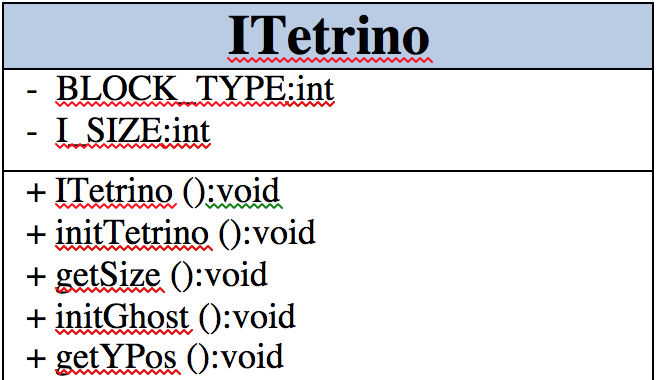 ITetrino
- BLOCK_TYPE:int
- I_SIZE:int
+ ITetrino ():void
+ initTetrino ():void
+ getSize ():void
+ initGhost ():void
+ getYPos ():void